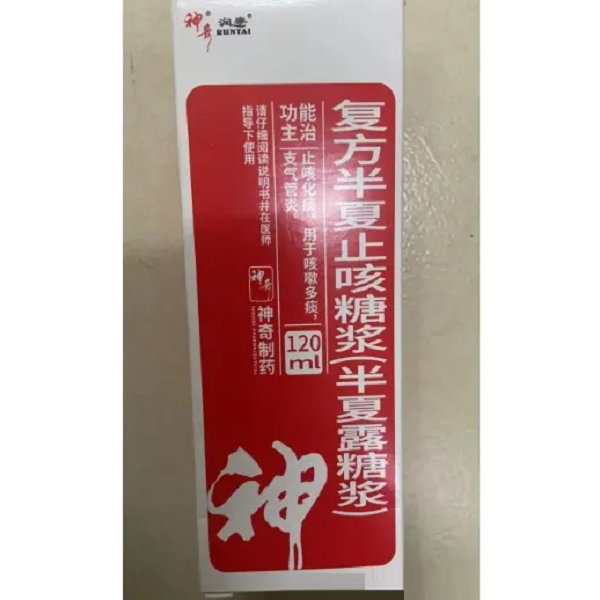 神奇® 润泰®
RUNTAI
复方半夏止咳糖浆(半夏露糖浆)
功能主治
止咳化痰。用于咳嗽多痰，
支气管炎。
120
ml
请仔细阅读说明书并在医师
指导下使用
神奇
神奇制药
神